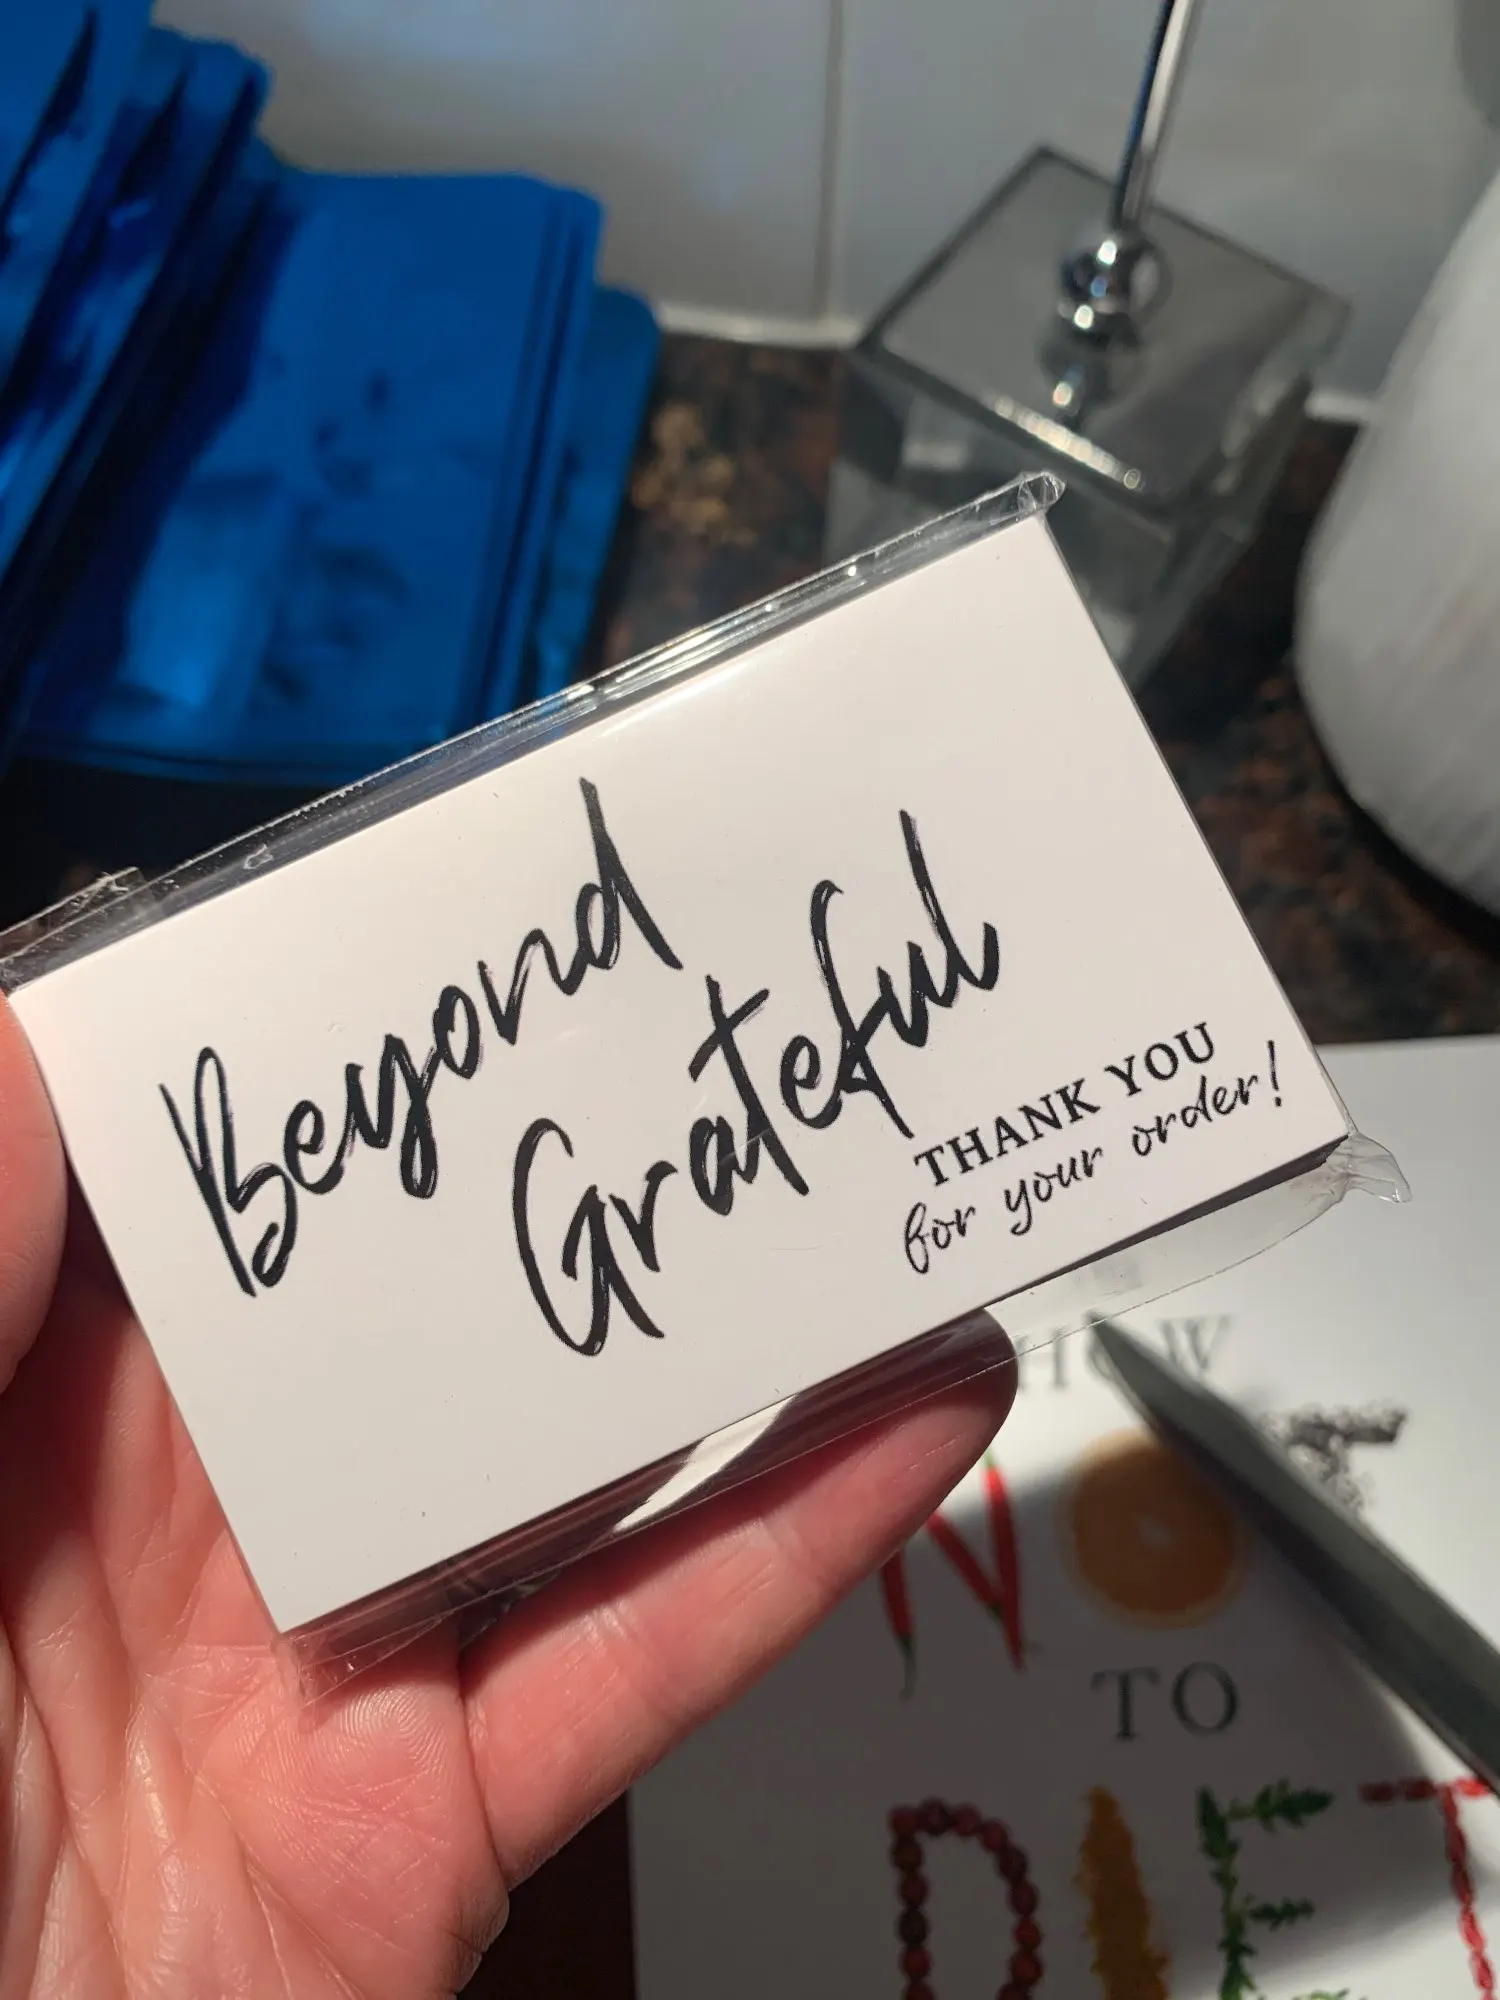 Beyond
Grateful
THANK YOU
for your order!
HOW
NOT
TO
DIET